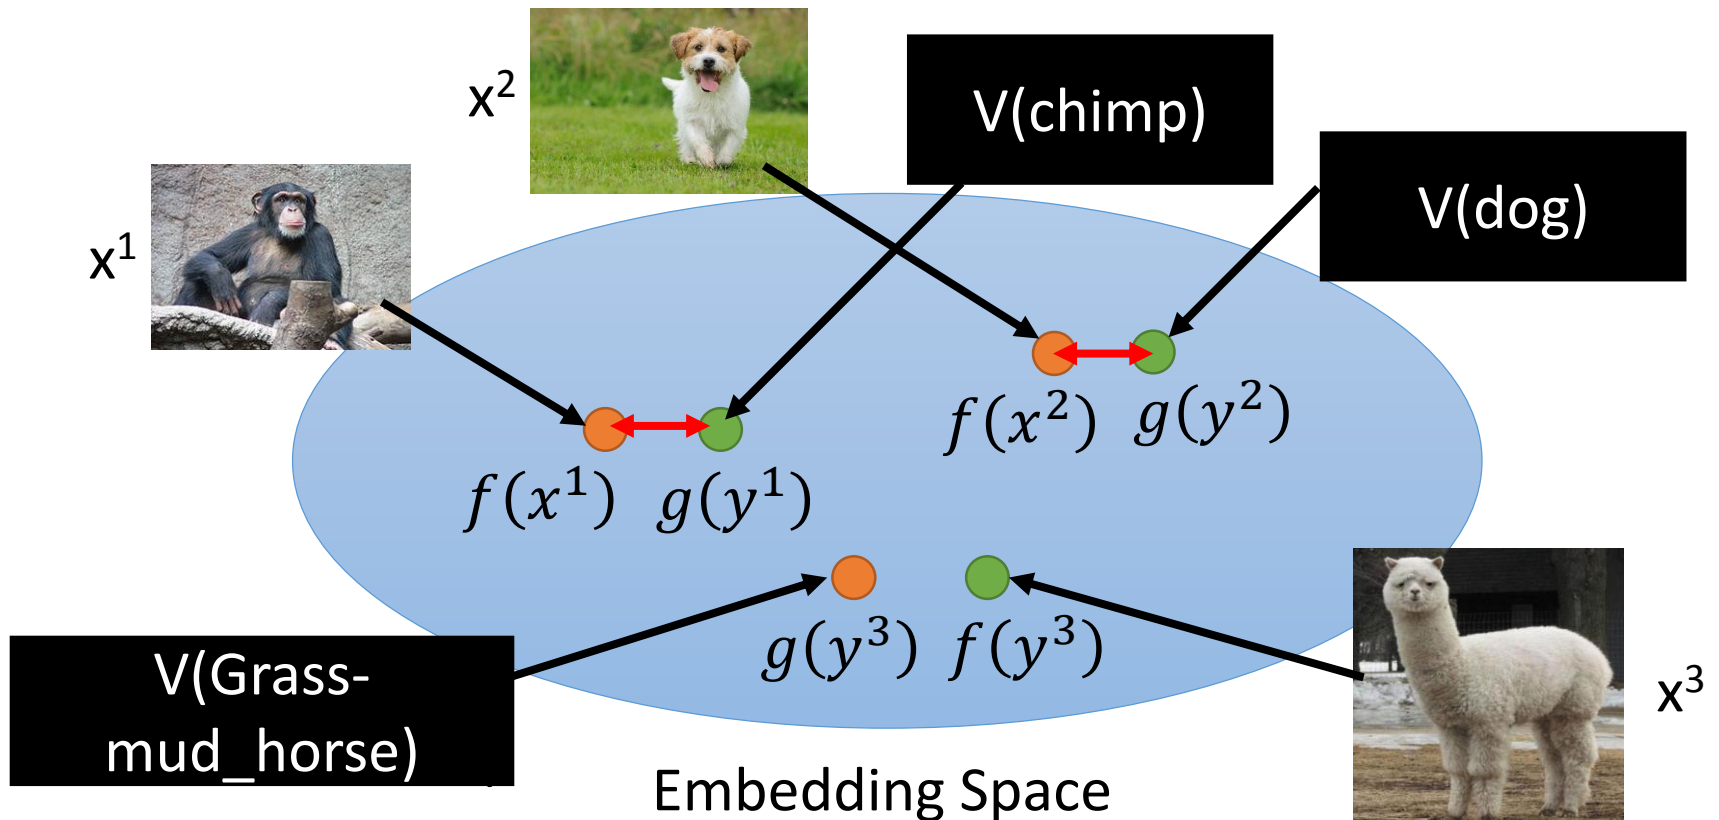 x²
V(chimp)
V(dog)
x¹
f(x²) g(y²)
f(x¹) g(y¹)
g(y³) f(y³)
V(Grass-
mud_horse)
x³
Embedding Space